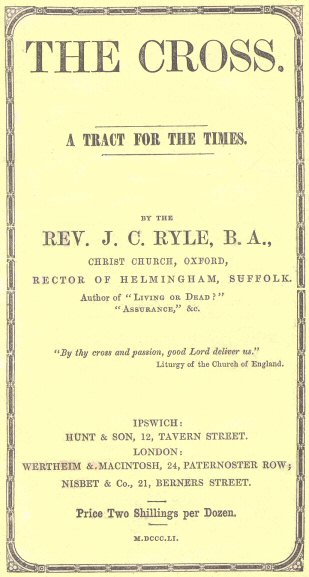 THE CROSS.
A TRACT FOR THE TIMES.
BY THE
REV. J. C. RYLE, B. A.,
CHRIST CHURCH, OXFORD,
RECTOR OF HELMINGHAM, SUFFOLK.
Author of "LIVING OR DEAD?"
"ASSURANCE," &c.
"By thy cross and passion, good Lord deliver us."
Liturgy of the Church of England.
IPSWICH:
HUNT & SON, 12, TAVERN STREET.
LONDON:
WERTHEIM & MACINTOSH, 24, PATERNOSTER ROW;
NISBET & Co., 21, BERNERS STREET.
Price Two Shillings per Dozen.
M.DCCC.LI.